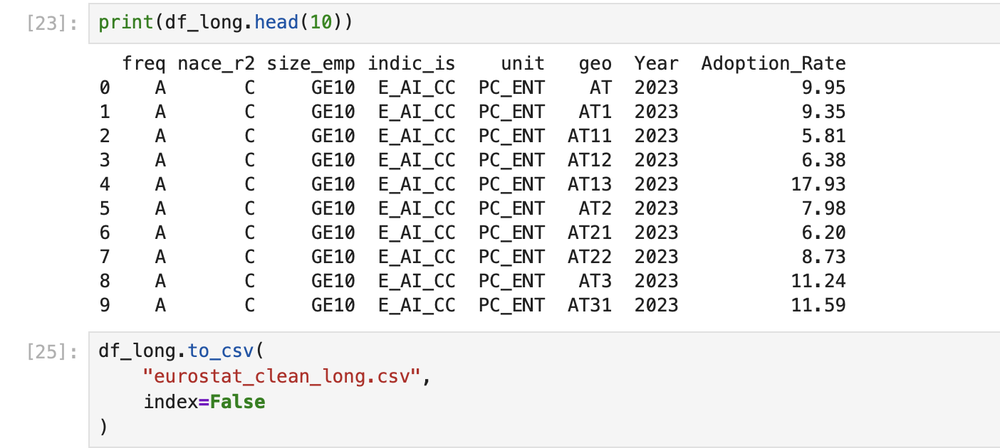 [23]: print(df_long.head(10))
freq nace_r2 size_emp indic_is unit geo Year Adoption_Rate
0 A C GE10 E_AI_CC PC_ENT AT 2023 9.95
1 A C GE10 E_AI_CC PC_ENT AT1 2023 9.35
2 A C GE10 E_AI_CC PC_ENT AT11 2023 5.81
3 A C GE10 E_AI_CC PC_ENT AT12 2023 6.38
4 A C GE10 E_AI_CC PC_ENT AT13 2023 17.93
5 A C GE10 E_AI_CC PC_ENT AT2 2023 7.98
6 A C GE10 E_AI_CC PC_ENT AT21 2023 6.20
7 A C GE10 E_AI_CC PC_ENT AT22 2023 8.73
8 A C GE10 E_AI_CC PC_ENT AT3 2023 11.24
9 A C GE10 E_AI_CC PC_ENT AT31 2023 11.59
[25]: df_long.to_csv(
"eurostat_clean_long.csv",
index=False
)